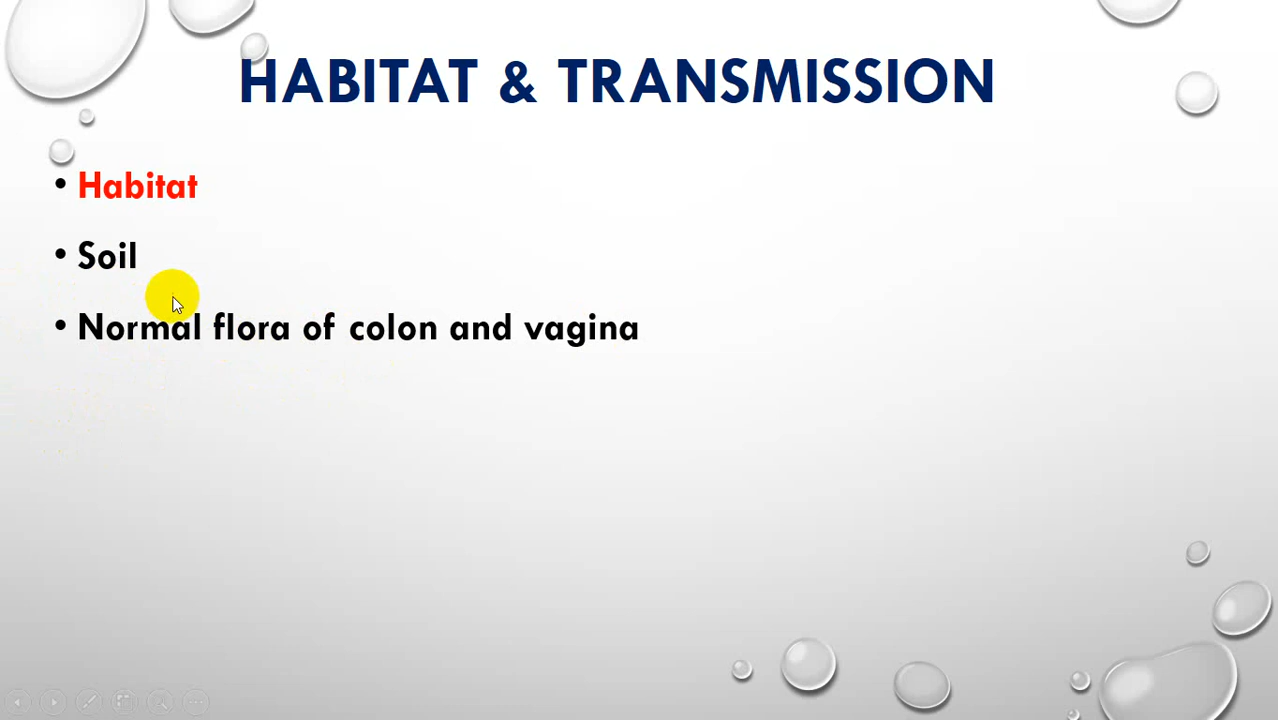 HABITAT & TRANSMISSION
• Habitat
• Soil
• Normal flora of colon and vagina